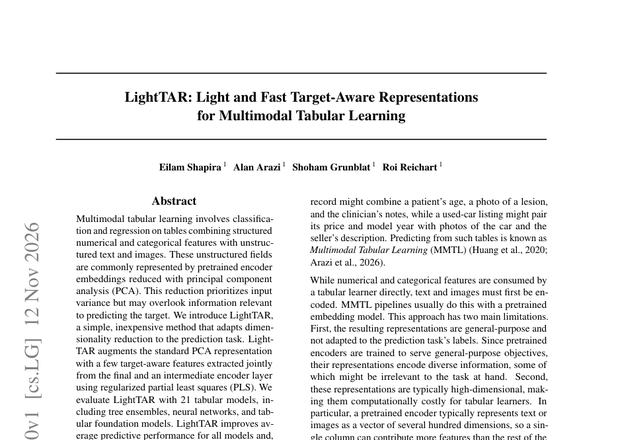 LightTAR: Light and Fast Target-Aware Representations
for Multimodal Tabular Learning
Eilam Shapira 1 Alan Arazi 1 Shoham Grunblat 1 Roi Reichart 1
Abstract
Multimodal tabular learning involves classifica-
tion and regression on tables combining structured
numerical and categorical features with unstruc-
tured text and images. These unstructured fields
are commonly represented by pretrained encoder
embeddings reduced with principal component
analysis (PCA). This reduction prioritizes input
variance but may overlook information relevant
to predicting the target. We introduce LightTAR,
a simple, inexpensive method that adapts dimen-
sionality reduction to the prediction task. Light-
TAR augments the standard PCA representation
with a few target-aware features extracted jointly
from the final and an intermediate encoder layer
using regularized partial least squares (PLS). We
evaluate LightTAR with 21 tabular models, in-
cluding tree ensembles, neural networks, and tab-
ular foundation models. LightTAR improves av-
erage predictive performance for all models and,
record might combine a patient's age, a photo of a lesion,
and the clinician's notes, while a used-car listing might pair
its price and model year with photos of the car and the
seller's description. Predicting from such tables is known as
Multimodal Tabular Learning (MMTL) (Huang et al., 2020;
Arazi et al., 2026).
While numerical and categorical features are consumed by
a tabular learner directly, text and images must first be en-
coded. MMTL pipelines usually do this with a pretrained
embedding model. This approach has two main limitations.
First, the resulting representations are general-purpose and
not adapted to the prediction task's labels. Since pretrained
encoders are trained to serve general-purpose objectives,
their representations encode diverse information, some of
which might be irrelevant to the task at hand. Second,
these representations are typically high-dimensional, mak-
ing them computationally costly for tabular learners. In
particular, a pretrained encoder typically represents text or
images as a vector of several hundred dimensions, so a sin-
gle column can contribute more features than the rest of the
0v1 [cs.LG] 12 Nov 2026